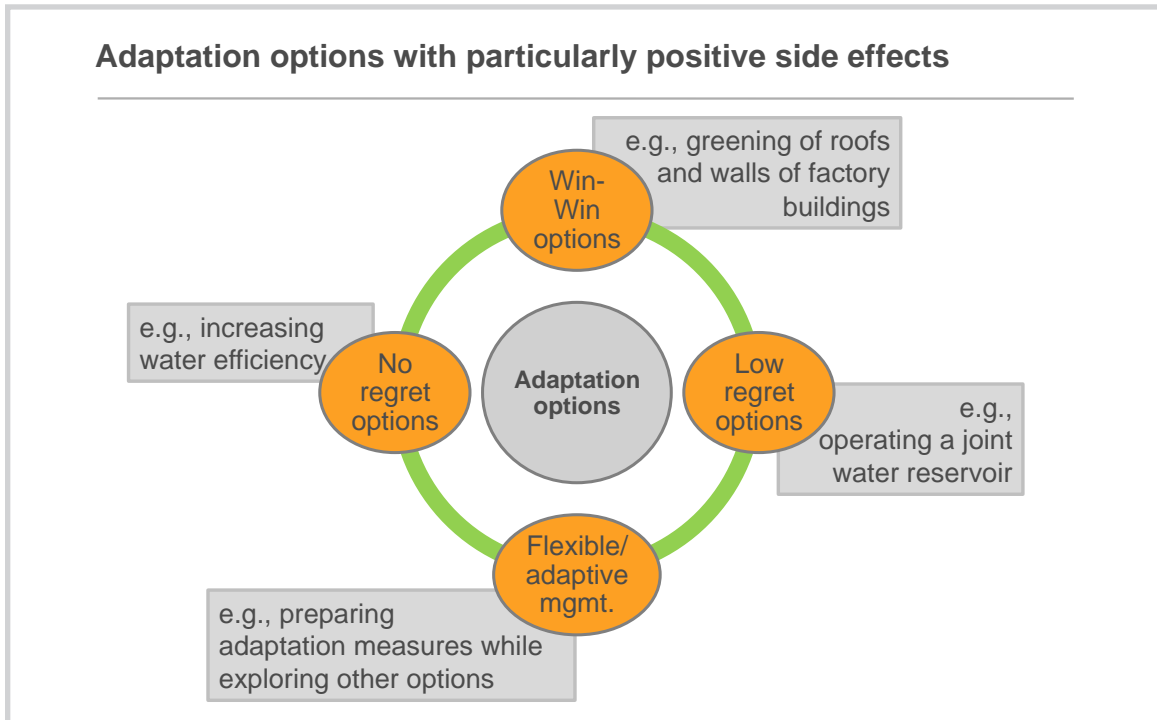 Adaptation options with particularly positive side effects
e.g., greening of roofs
and walls of factory
buildings
Win-
Win
options
e.g., increasing
water efficiency
No
regret
options
Adaptation
options
Low
regret
options
e.g.,
operating a joint
water reservoir
Flexible/
adaptive
mgmt.
e.g., preparing
adaptation measures while
exploring other options